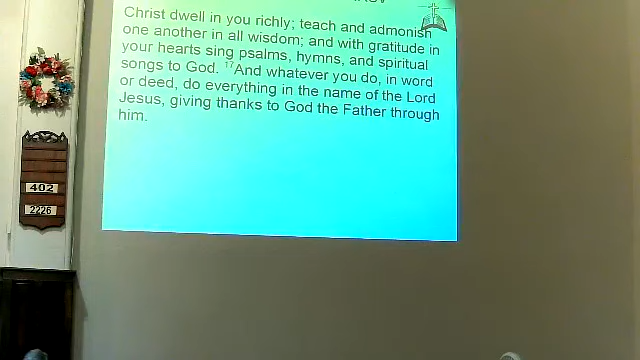 Christ dwell in you richly; teach and admonish
one another in all wisdom; and with gratitude in
your hearts sing psalms, hymns, and spiritual
songs to God. 17And whatever you do, in word
or deed, do everything in the name of the Lord
Jesus, giving thanks to God the Father through
him.
402
2226